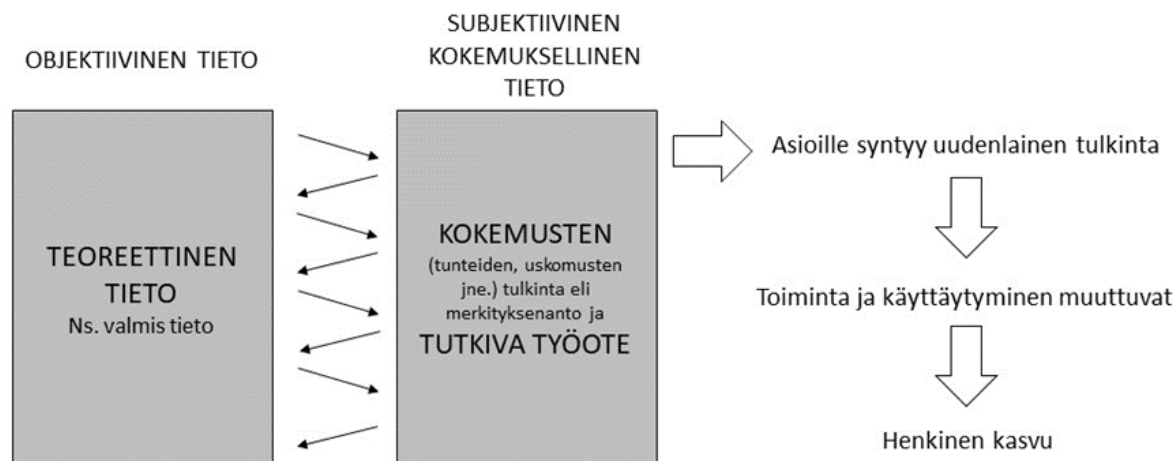 OBJEKTIIVINEN TIETO
SUBJEKTIIVINEN
KOKEMUKSELLINEN
TIETO
TEOREETTINEN
TIETO
Ns. valmis tieto
KOKEMUSTEN
(tunteiden, uskomusten
jne.) tulkinta eli
merkityksenanto ja
TUTKIVA TYÖOTE
Asioille syntyy uudenlainen tulkinta
Toiminta ja käyttäytyminen muuttuvat
Henkinen kasvu